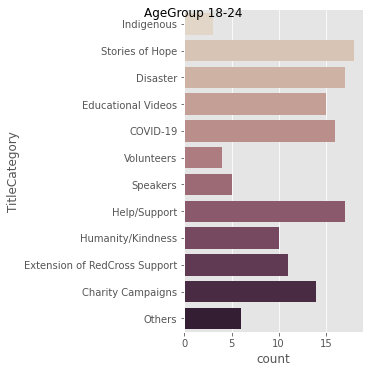 AgeGroup 18-24
TitleCategory
Indigenous
Stories of Hope
Disaster
Educational Videos
COVID-19
Volunteers
Speakers
Help/Support
Humanity/Kindness
Extension of RedCross Support
Charity Campaigns
Others
0 5 10 15
count